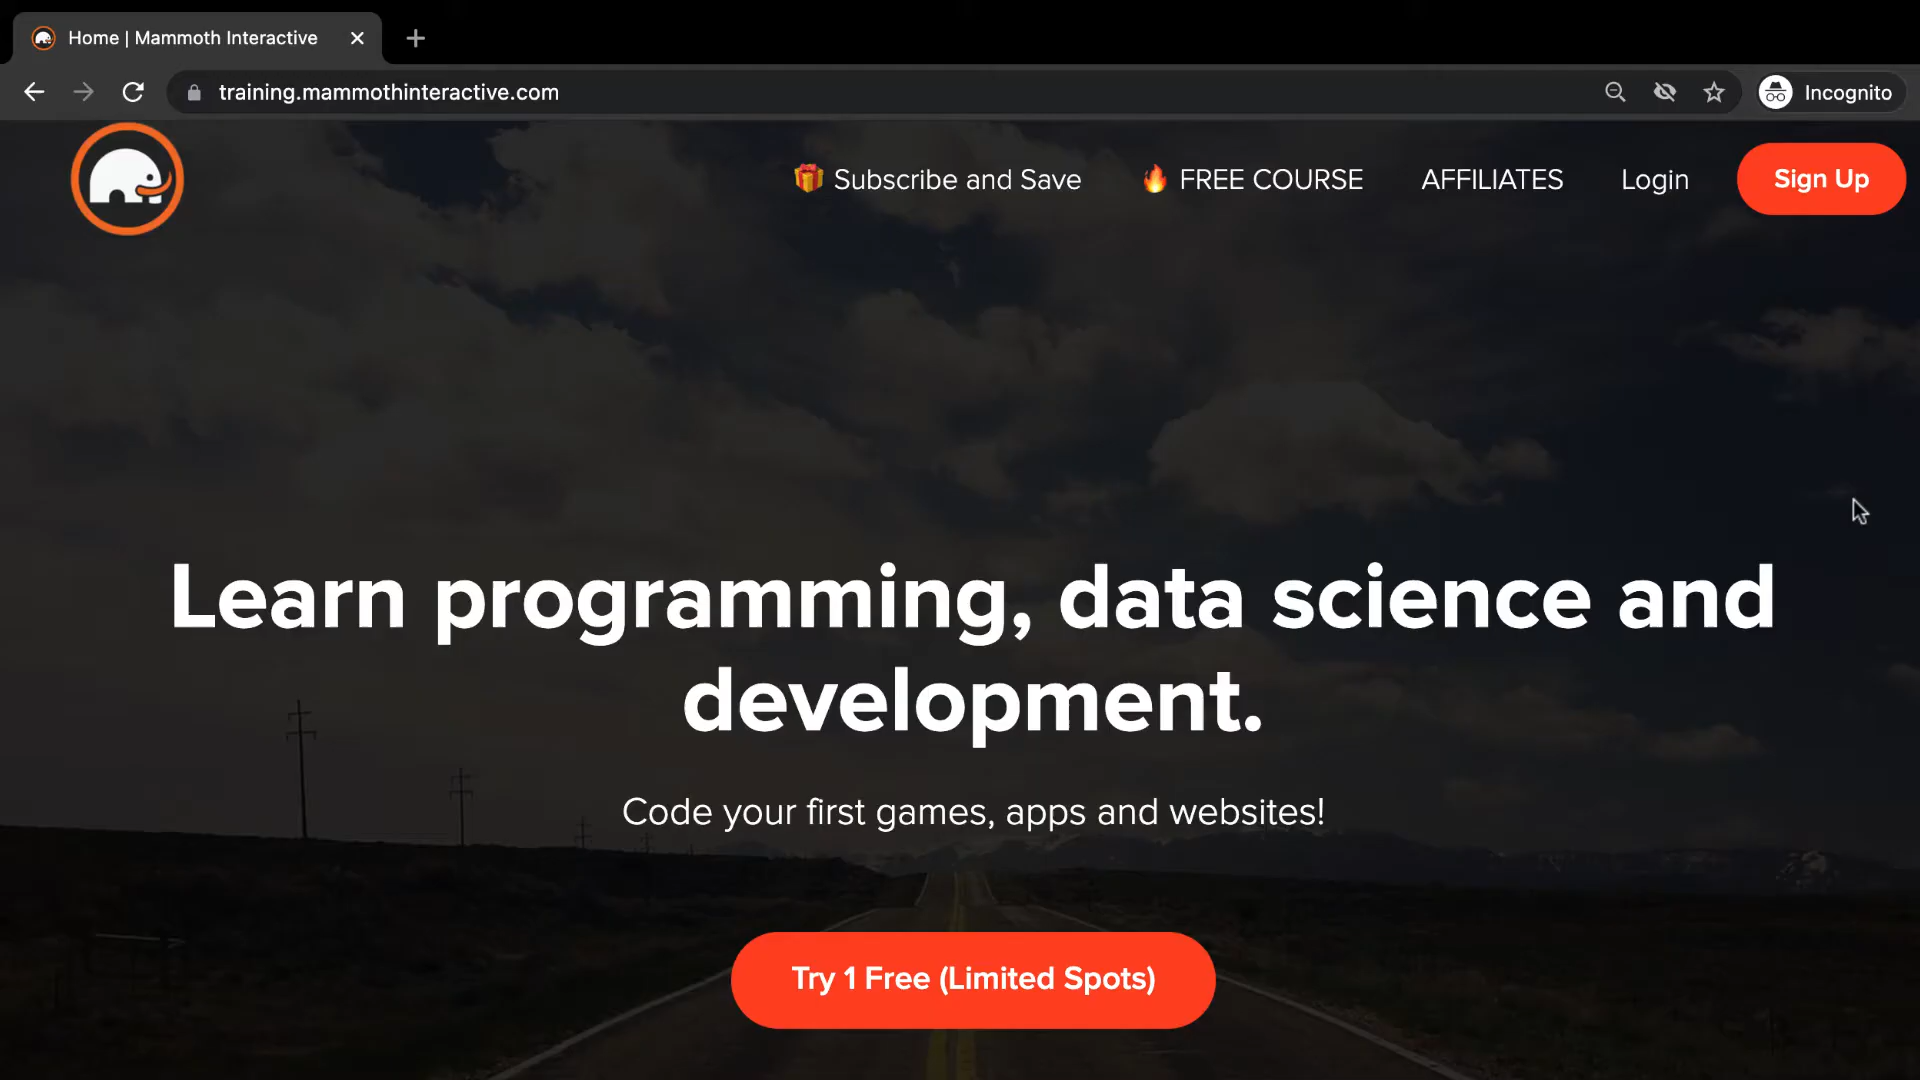 Home | Mammoth Interactive
training.mammothinteractive.com
Incognito
Subscribe and Save
FREE COURSE
AFFILIATES
Login
Sign Up
Learn programming, data science and
development.
Code your first games, apps and websites!
Try 1 Free (Limited Spots)